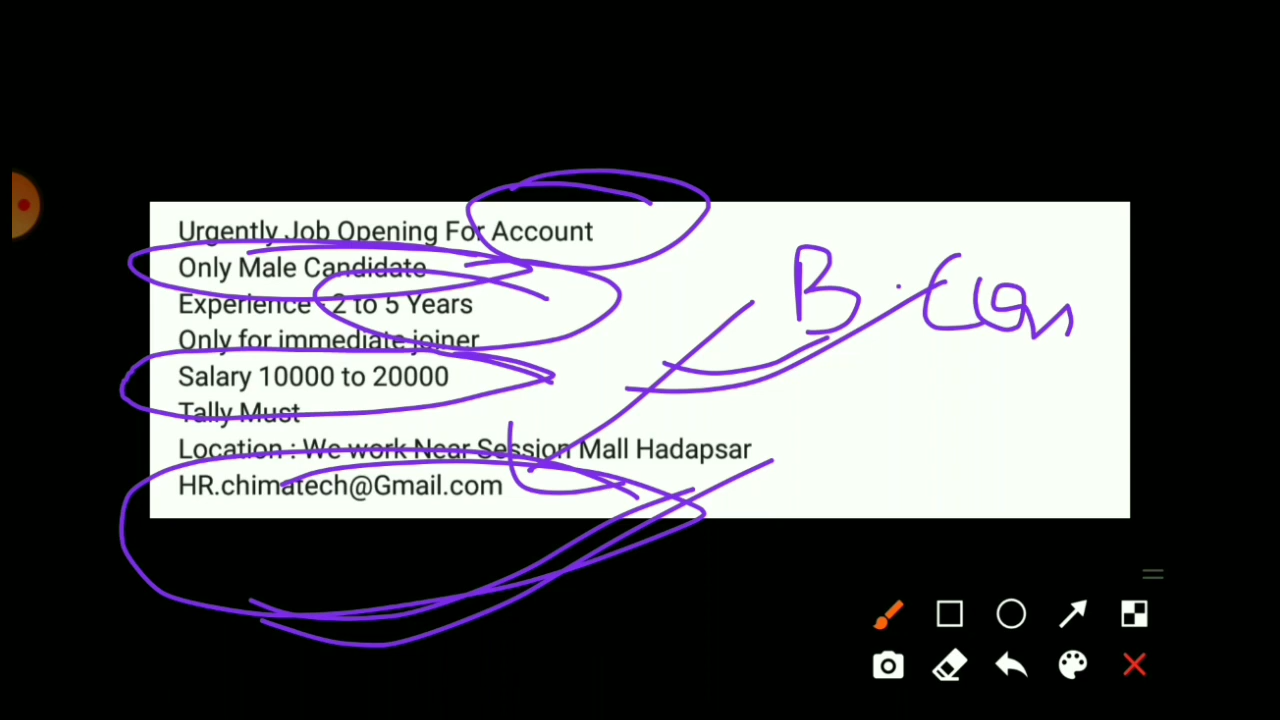 Urgently Job Opening For Account
Only Male Candidate
Experience - 2 to 5 Years
Only for immediate joiner
Salary 10000 to 20000
Tally Must
Location : We work Near Session Mall Hadapsar
HR.chimatech@Gmail.com
B.Com